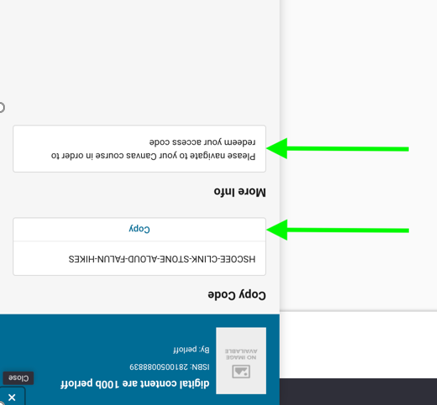 Close
digital content are 100b perloff
ISBN: 2810050088839
By: perloff
NO IMAGE
AVAILABLE
Copy Code
HSCOEE-CLINK-STONE-ALOUD-FALUN-HIKES
Copy
More Info
Please navigate to your Canvas course in order to
redeem your access code